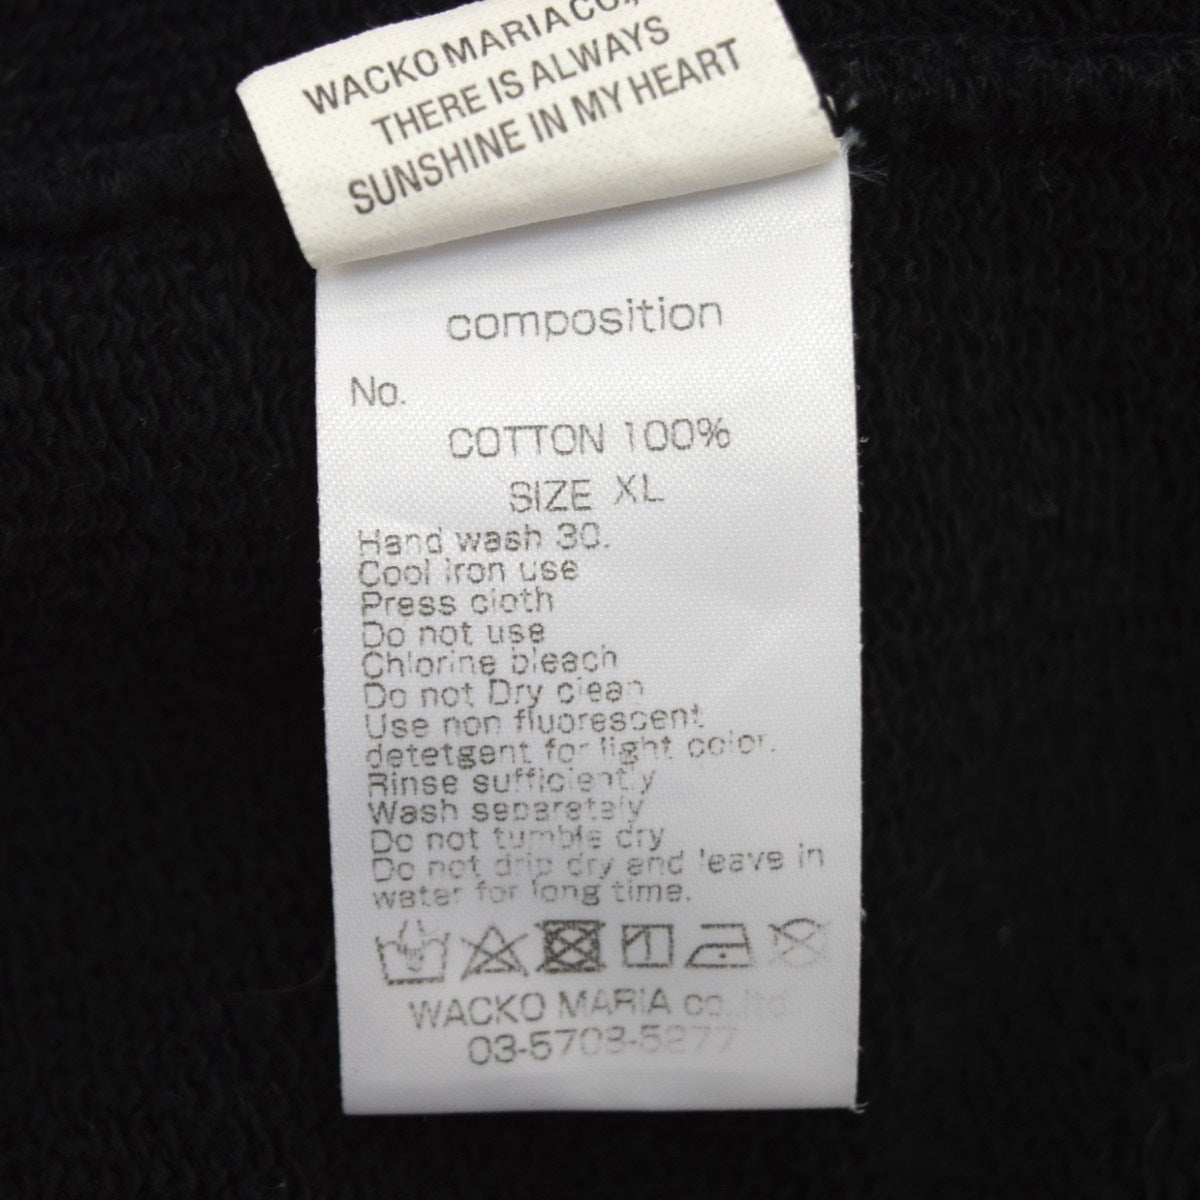 WACKO MARIA CO.,
THERE IS ALWAYS
SUNSHINE IN MY HEART
composition
No.
COTTON 100%
SIZE XL
Hand wash 30.
Cool iron use
Press cloth
Do not use
Chlorine bleach
Do not Dry clean
Use non fluorescent
detetgent for light color.
Rinse sufficiently
Wash separetely
Do not tumble dry
Do not drip dry and leave in
water for long time.
WACKO MARIA co.,ltd.
03-5708-5277